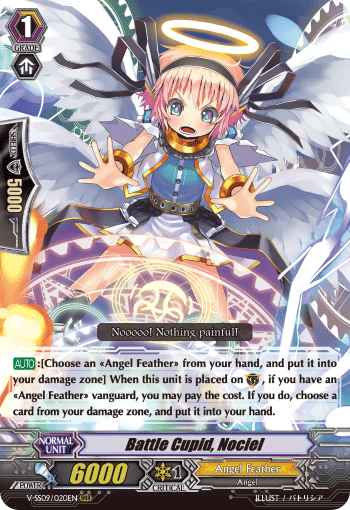 1
GRADE
SHIELD 5000
Nooooo! Nothing painful!
AUTO:[Choose an «Angel Feather» from your hand, and put it into
your damage zone] When this unit is placed on , if you have an
«Angel Feather» vanguard, you may pay the cost. If you do, choose a
card from your damage zone, and put it into your hand.
NORMAL
UNIT
Battle Cupid, Nociel
POWER 6000
1
CRITICAL
Angel Feather
Angel
V-SS09/020EN RRR
ILLUST / パトリシア